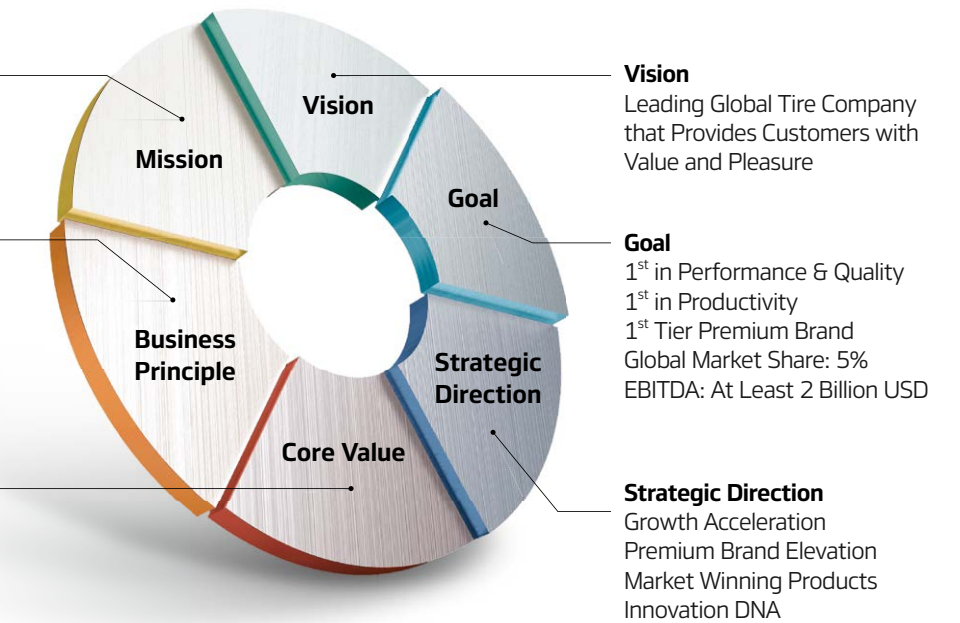 Vision
Mission
Goal
Business
Principle
Strategic
Direction
Core Value
Vision
Leading Global Tire Company
that Provides Customers with
Value and Pleasure
Goal
1st in Performance & Quality
1st in Productivity
1st Tier Premium Brand
Global Market Share: 5%
EBITDA: At Least 2 Billion USD
Strategic Direction
Growth Acceleration
Premium Brand Elevation
Market Winning Products
Innovation DNA